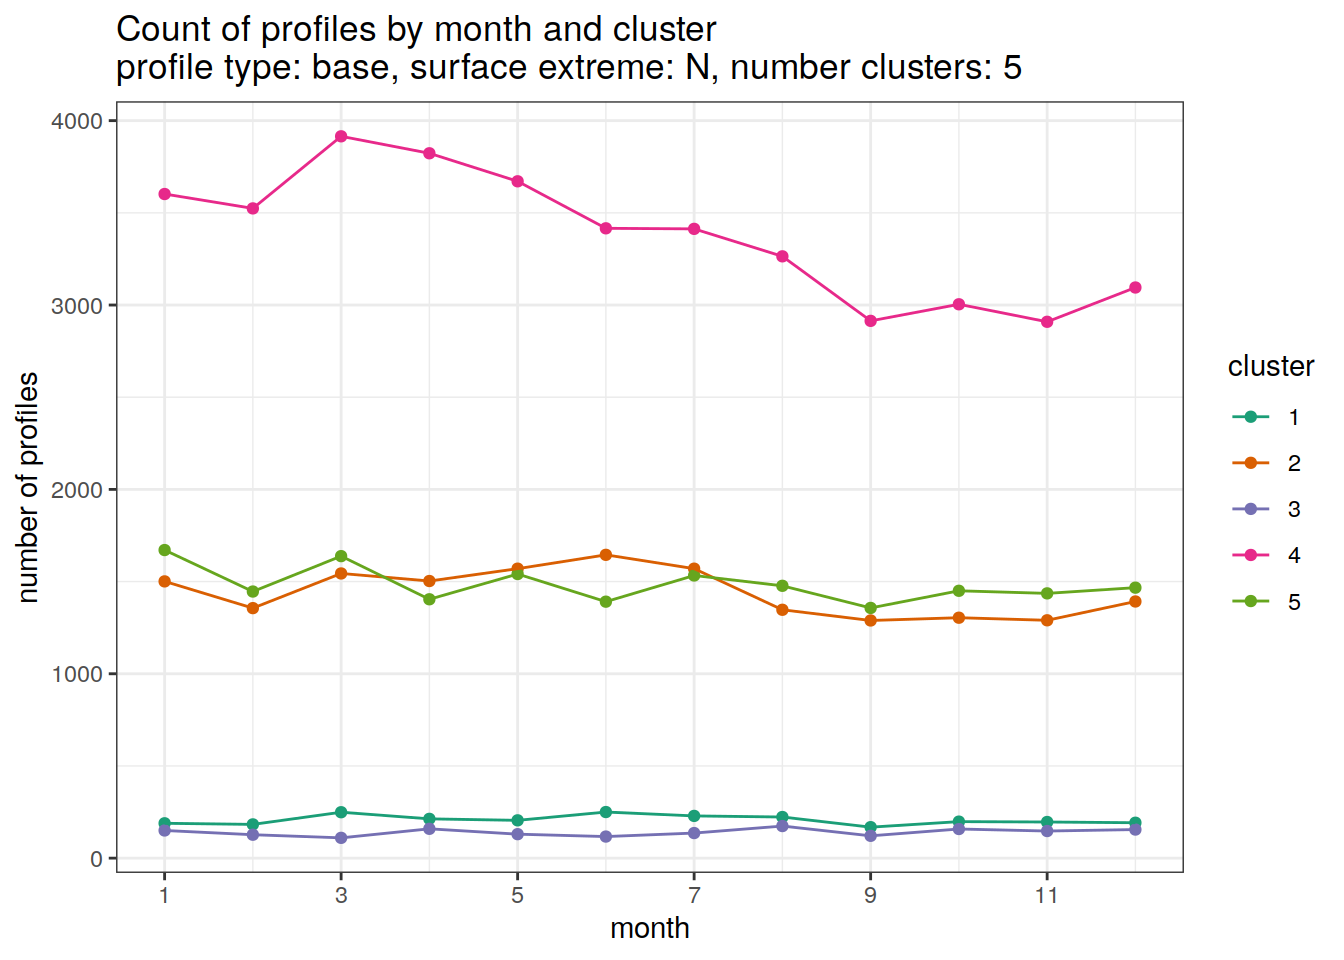 Count of profiles by month and cluster
profile type: base, surface extreme: N, number clusters: 5
number of profiles
4000
3000
2000
1000
0
1 3 5 7 9 11
month
cluster
1
2
3
4
5